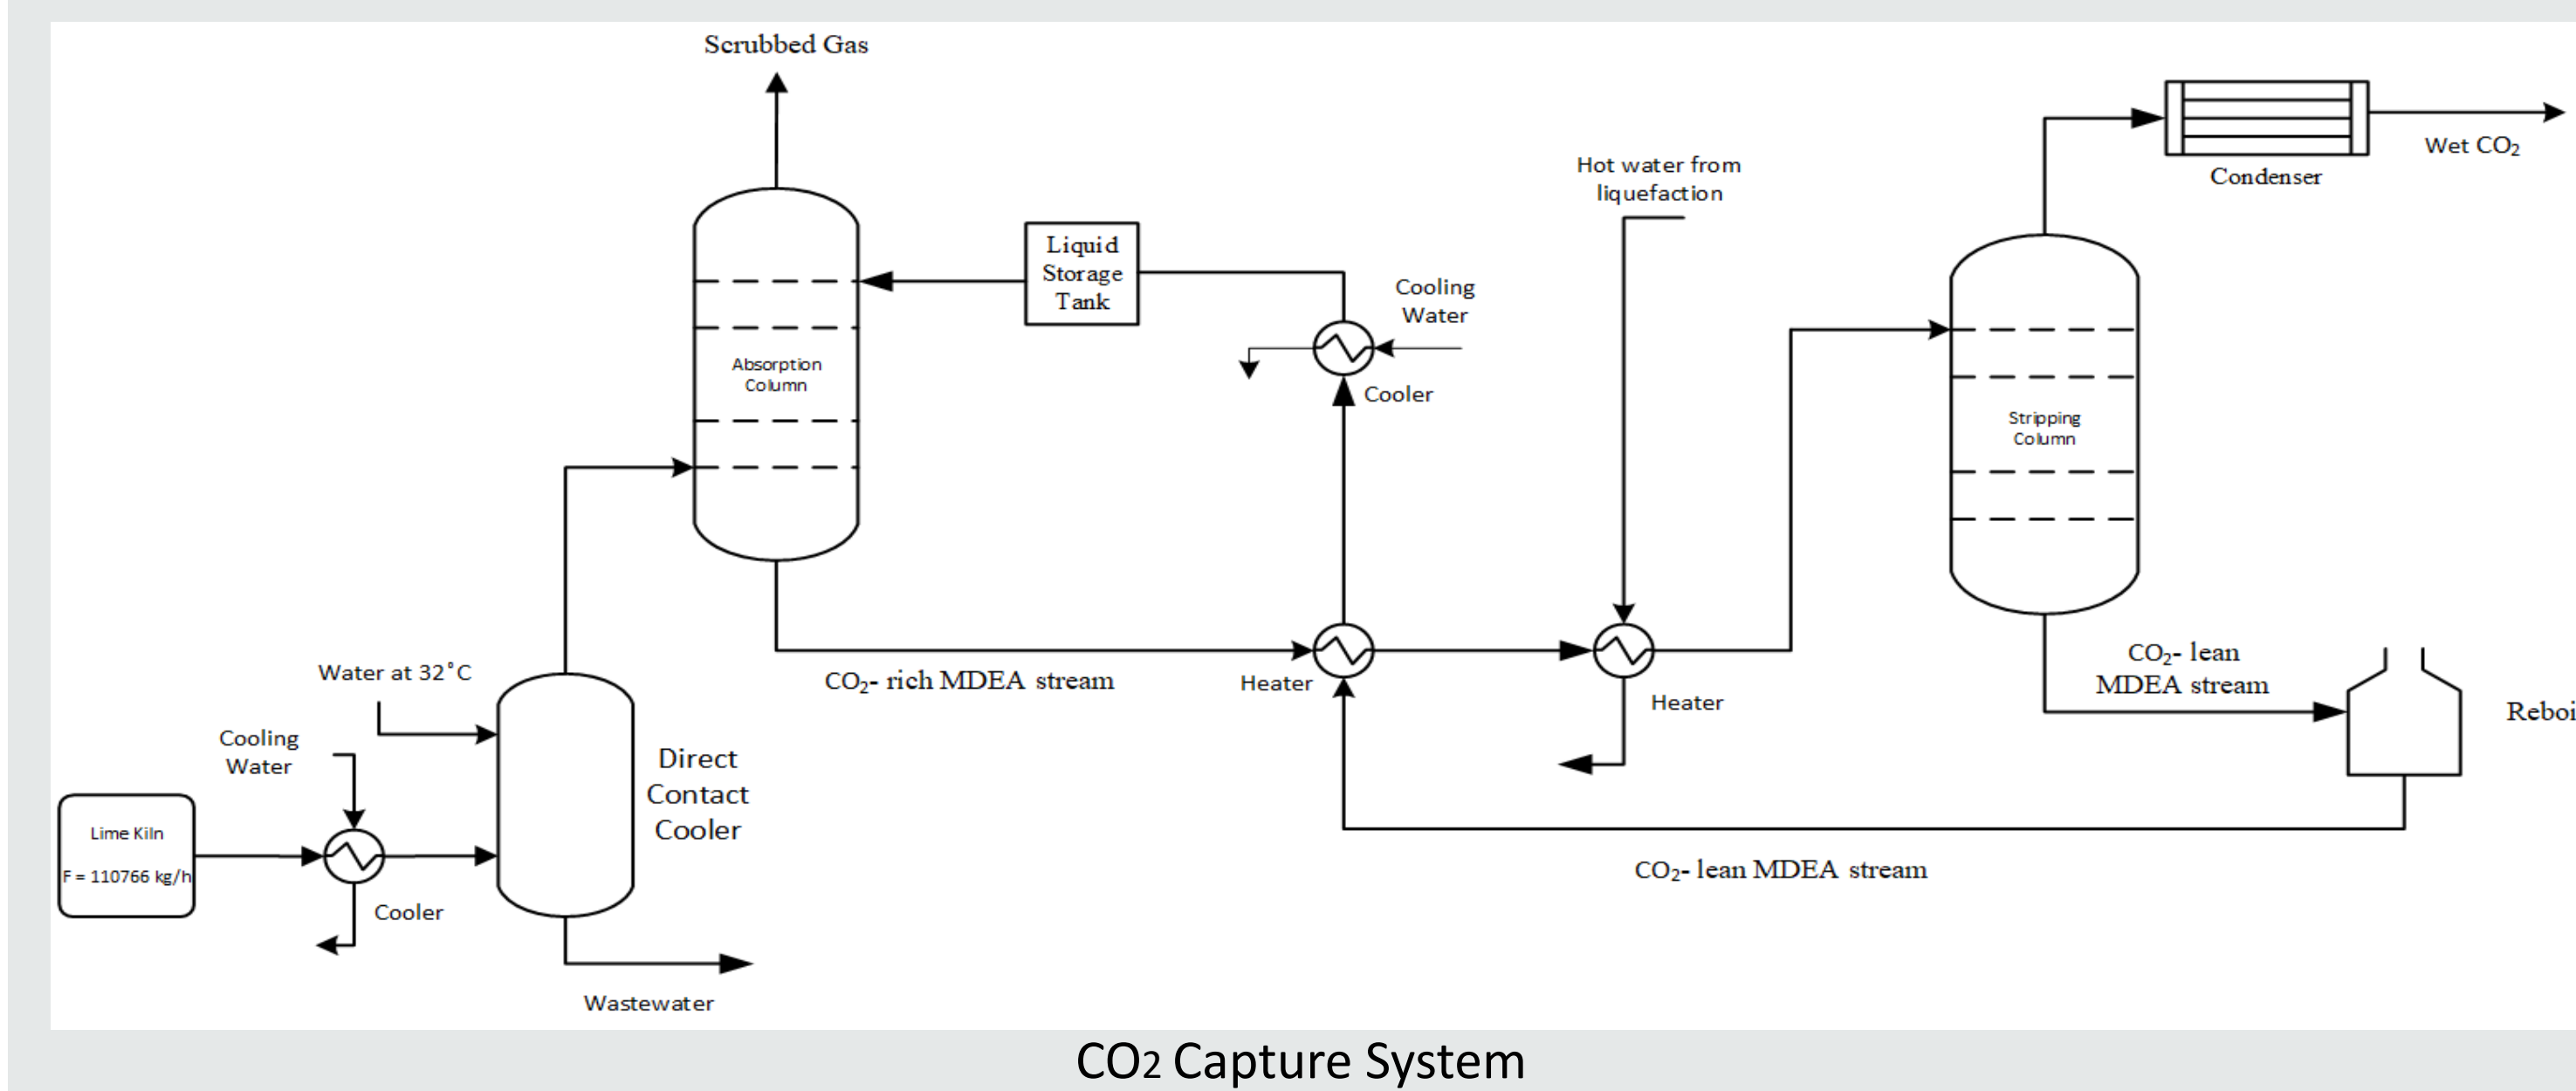 Scrubbed Gas
Condenser
Wet CO₂
Hot water from
liquefaction
Liquid
Storage
Tank
Cooling
Water
Cooler
Absorption
Column
Stripping
Column
CO₂- rich MDEA stream
Heater
Heater
CO₂- lean
MDEA stream
Reboi
Water at 32°C
Cooling
Water
Direct
Contact
Cooler
Lime Kiln
F = 110766 kg/h
Cooler
CO₂- lean MDEA stream
Wastewater
CO2 Capture System